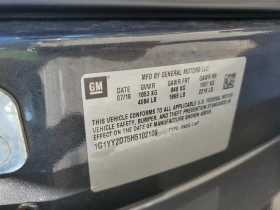 GM
MFD BY GENERAL MOTORS LLC
DATE GVWR GAWR FRT GAWR RR
07/16 1853 KG 846 KG 1007 KG
4084 LB 1865 LB 2219 LB
THIS VEHICLE CONFORMS TO ALL APPLICABLE U.S. FEDERAL
MOTOR VEHICLE SAFETY, BUMPER, AND THEFT PREVENTION STANDARDS
IN EFFECT ON THE DATE OF MANUFACTURE SHOWN ABOVE.
1G1YY2D75H5102198 TYPE: PASS CAR